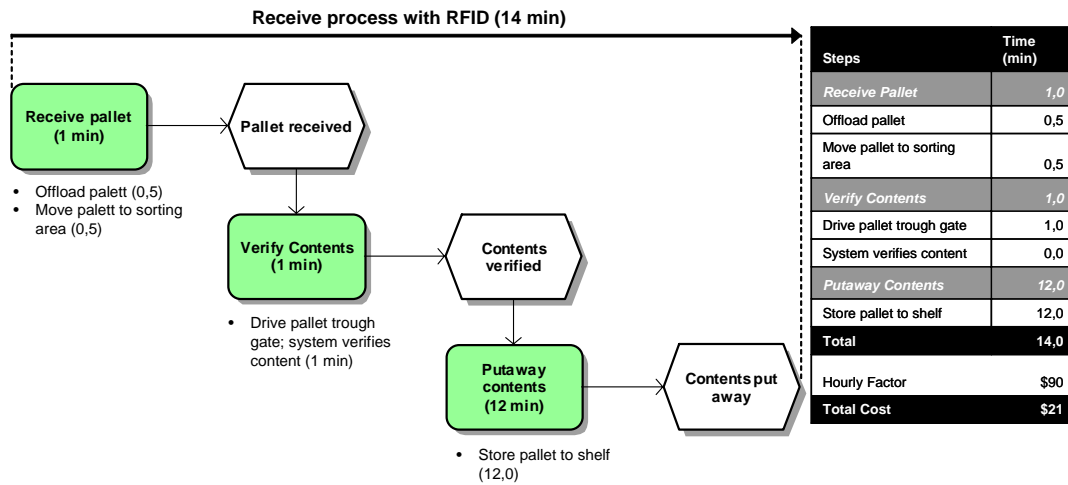 Receive process with RFID (14 min)
Receive pallet
(1 min)
Pallet received
• Offload palett (0,5)
• Move palett to sorting
area (0,5)
Verify Contents
(1 min)
Contents
verified
• Drive pallet trough
gate; system verifies
content (1 min)
Putaway
contents
(12 min)
Contents put
away
• Store pallet to shelf
(12,0)
Steps Time
(min)
Receive Pallet 1,0
Offload pallet 0,5
Move pallet to sorting
area 0,5
Verify Contents 1,0
Drive pallet trough gate 1,0
System verifies content 0,0
Putaway Contents 12,0
Store pallet to shelf 12,0
Total 14,0
Hourly Factor $90
Total Cost $21